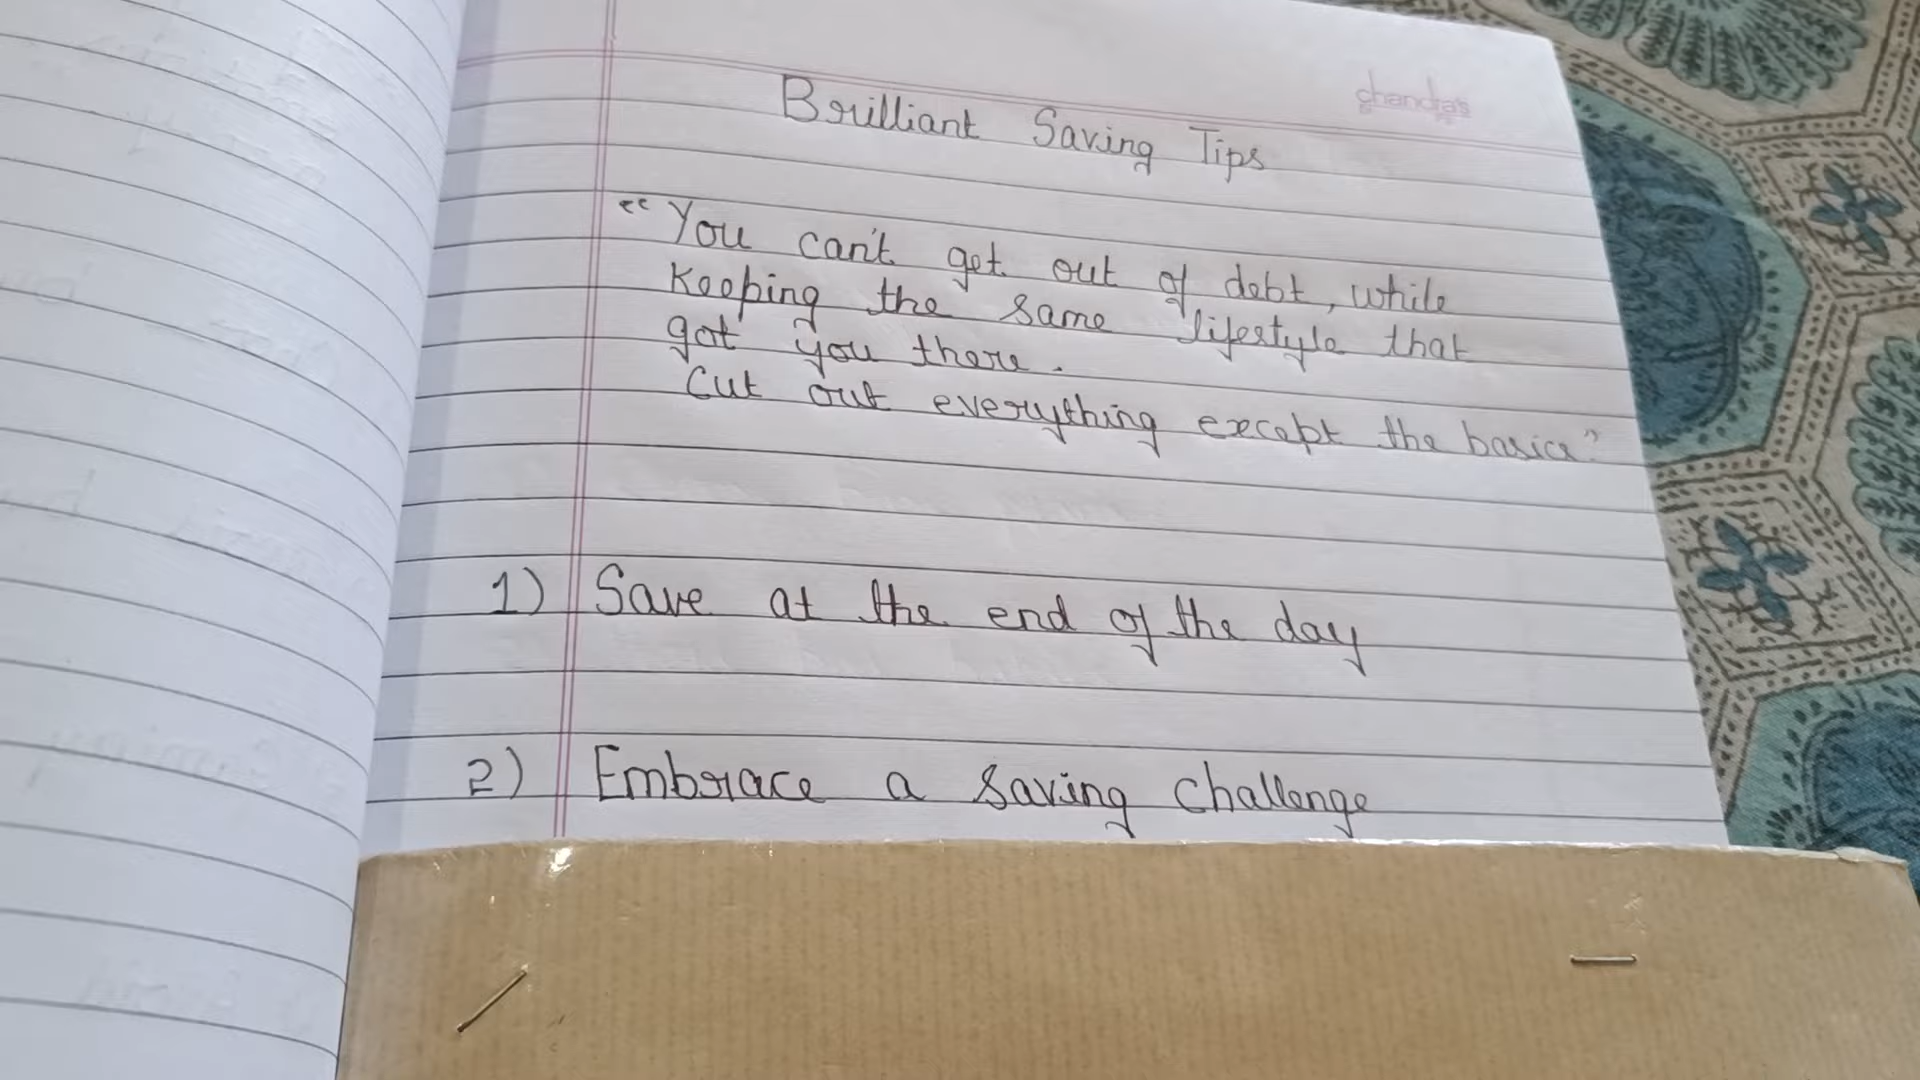 chandra's
Brilliant Saving Tips
“You can't get out of debt, while
Keeping the same lifestyle that
got you there.
Cut out everything except the basics”
1) Save at the end of the day
2) Embrace a saving challenge